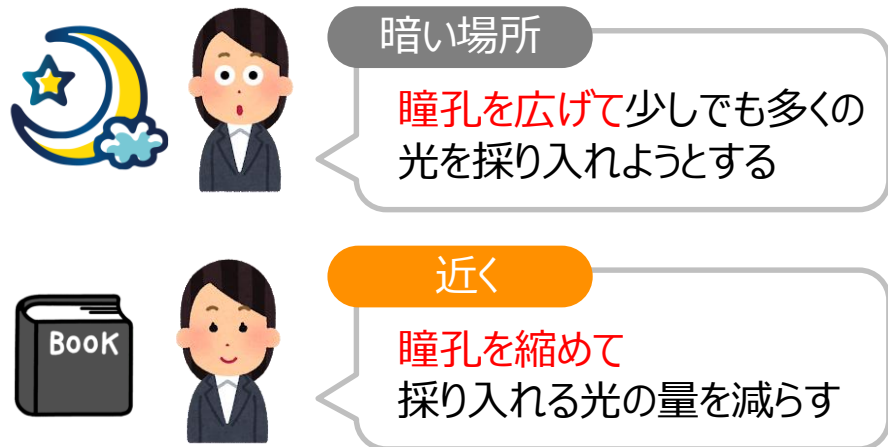 暗い場所
瞳孔を広げて少しでも多くの
光を採り入れようとする
近く
BOOK
瞳孔を縮めて
採り入れる光の量を減らす